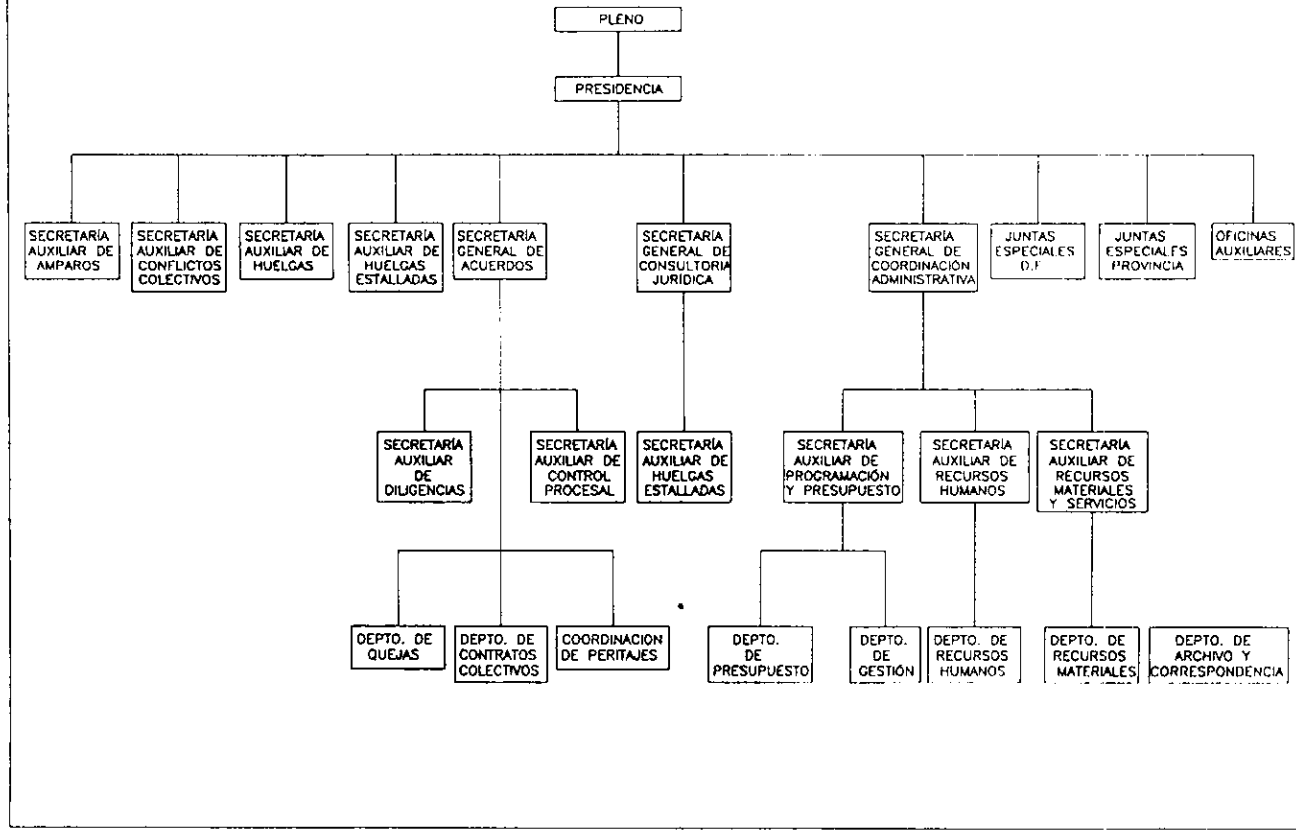 PLENO
PRESIDENCIA
SECRETARÍA
AUXILIAR DE
AMPAROS
SECRETARÍA
AUXILIAR DE
CONFLICTOS
COLECTIVOS
SECRETARÍA
AUXILIAR DE
HUELGAS
SECRETARÍA
AUXILIAR DE
HUELGAS
ESTALLADAS
SECRETARÍA
GENERAL DE
ACUERDOS
SECRETARÍA
GENERAL DE
CONSULTORIA
JURIDICA
SECRETARÍA
GENERAL DE
COORDINACIÓN
ADMINISTRATIVA
JUNTAS
ESPECIALES
D.F
JUNTAS
ESPECIALES
PROVINCIA
OFICINAS
AUXILIARES
SECRETARÍA
AUXILIAR
DE
DILIGENCIAS
SECRETARÍA
AUXILIAR DE
CONTROL
PROCESAL
SECRETARÍA
AUXILIAR DE
HUELGAS
ESTALLADAS
SECRETARÍA
AUXILIAR DE
PROGRAMACIÓN
Y PRESUPUESTO
SECRETARÍA
AUXILIAR DE
RECURSOS
HUMANOS
SECRETARÍA
AUXILIAR DE
RECURSOS
MATERIALES
Y SERVICIOS
DEPTO. DE
QUEJAS
DEPTO. DE
CONTRATOS
COLECTIVOS
COORDINACION
DE PERITAJES
DEPTO.
DE
PRESUPUESTO
DEPTO.
DE
GESTIÓN
DEPTO. DE
RECURSOS
HUMANOS
DEPTO. DE
RECURSOS
MATERIALES
DEPTO. DE
ARCHIVO Y
CORRESPONDENCIA